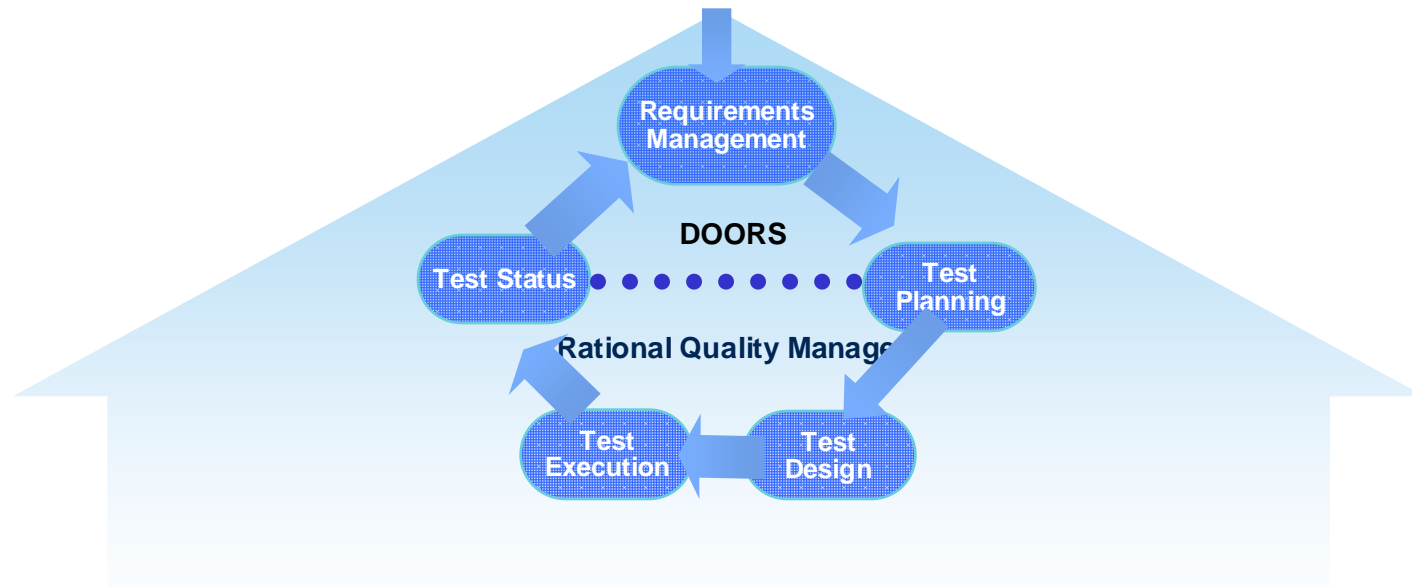 Requirements
Management
DOORS
Test Status
Test
Planning
Rational Quality Manage
Test
Execution
Test
Design